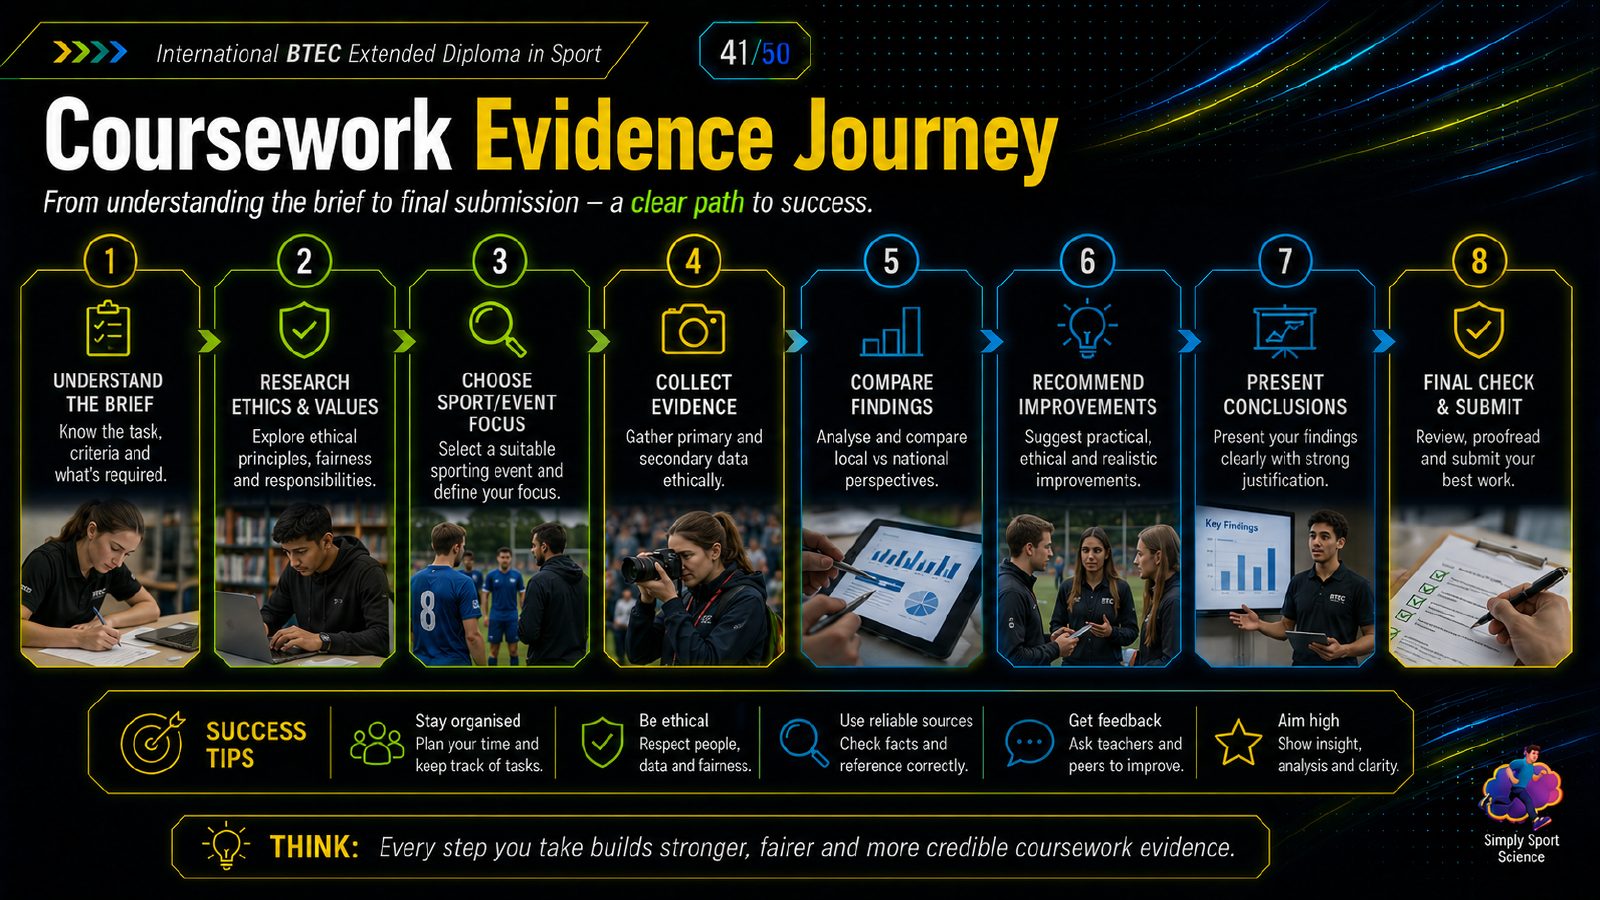 International BTEC Extended Diploma in Sport
41/50
Coursework Evidence Journey
From understanding the brief to final submission – a clear path to success.
1
UNDERSTAND
THE BRIEF
Know the task,
criteria and
what's required.
2
RESEARCH
ETHICS & VALUES
Explore ethical
principles, fairness
and responsibilities.
3
CHOOSE
SPORT/EVENT
FOCUS
Select a suitable
sporting event and
define your focus.
8
4
COLLECT
EVIDENCE
Gather primary and
secondary data
ethically.
5
COMPARE
FINDINGS
Analyse and compare
local vs national
perspectives.
6
RECOMMEND
IMPROVEMENTS
Suggest practical,
ethical and realistic
improvements.
BTEC
7
PRESENT
CONCLUSIONS
Present your findings
clearly with strong
justification.
Key Findings
BTEC
8
FINAL CHECK
& SUBMIT
Review, proofread
and submit your
best work.
SUCCESS
TIPS
Stay organised
Plan your time and
keep track of tasks.
Be ethical
Respect people,
data and fairness.
Use reliable sources
Check facts and
reference correctly.
Get feedback
Ask teachers and
peers to improve.
Aim high
Show insight,
analysis and clarity.
THINK: Every step you take builds stronger, fairer and more credible coursework evidence.
Simply Sport
Science